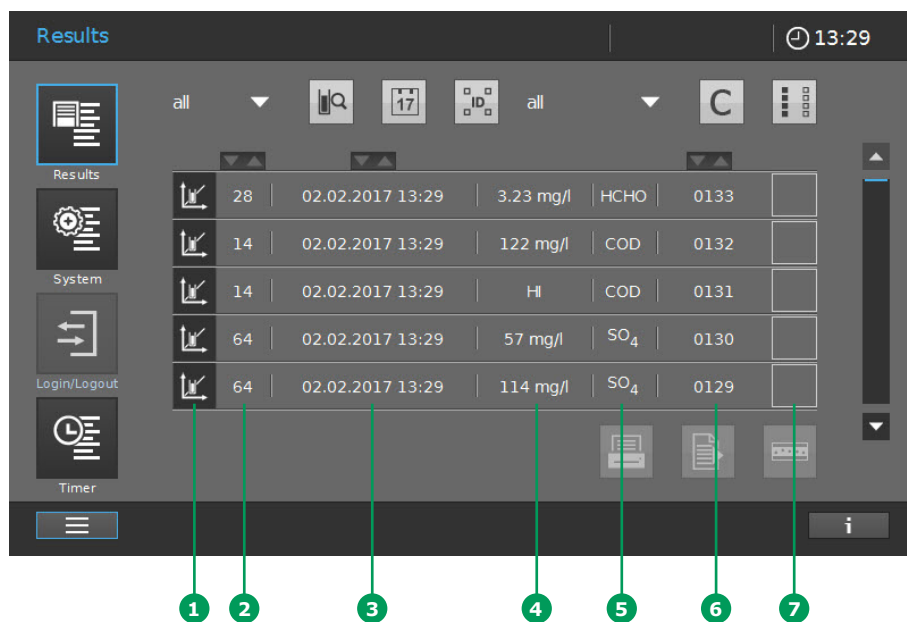 Results 13:29
all 17 ID all C
Results
28 02.02.2017 13:29 3.23 mg/l HCHO 0133
14 02.02.2017 13:29 122 mg/l COD 0132
System
14 02.02.2017 13:29 HI COD 0131
64 02.02.2017 13:29 57 mg/l SO4 0130
Login/Logout
64 02.02.2017 13:29 114 mg/l SO4 0129
Timer
i
1 2 3 4 5 6 7